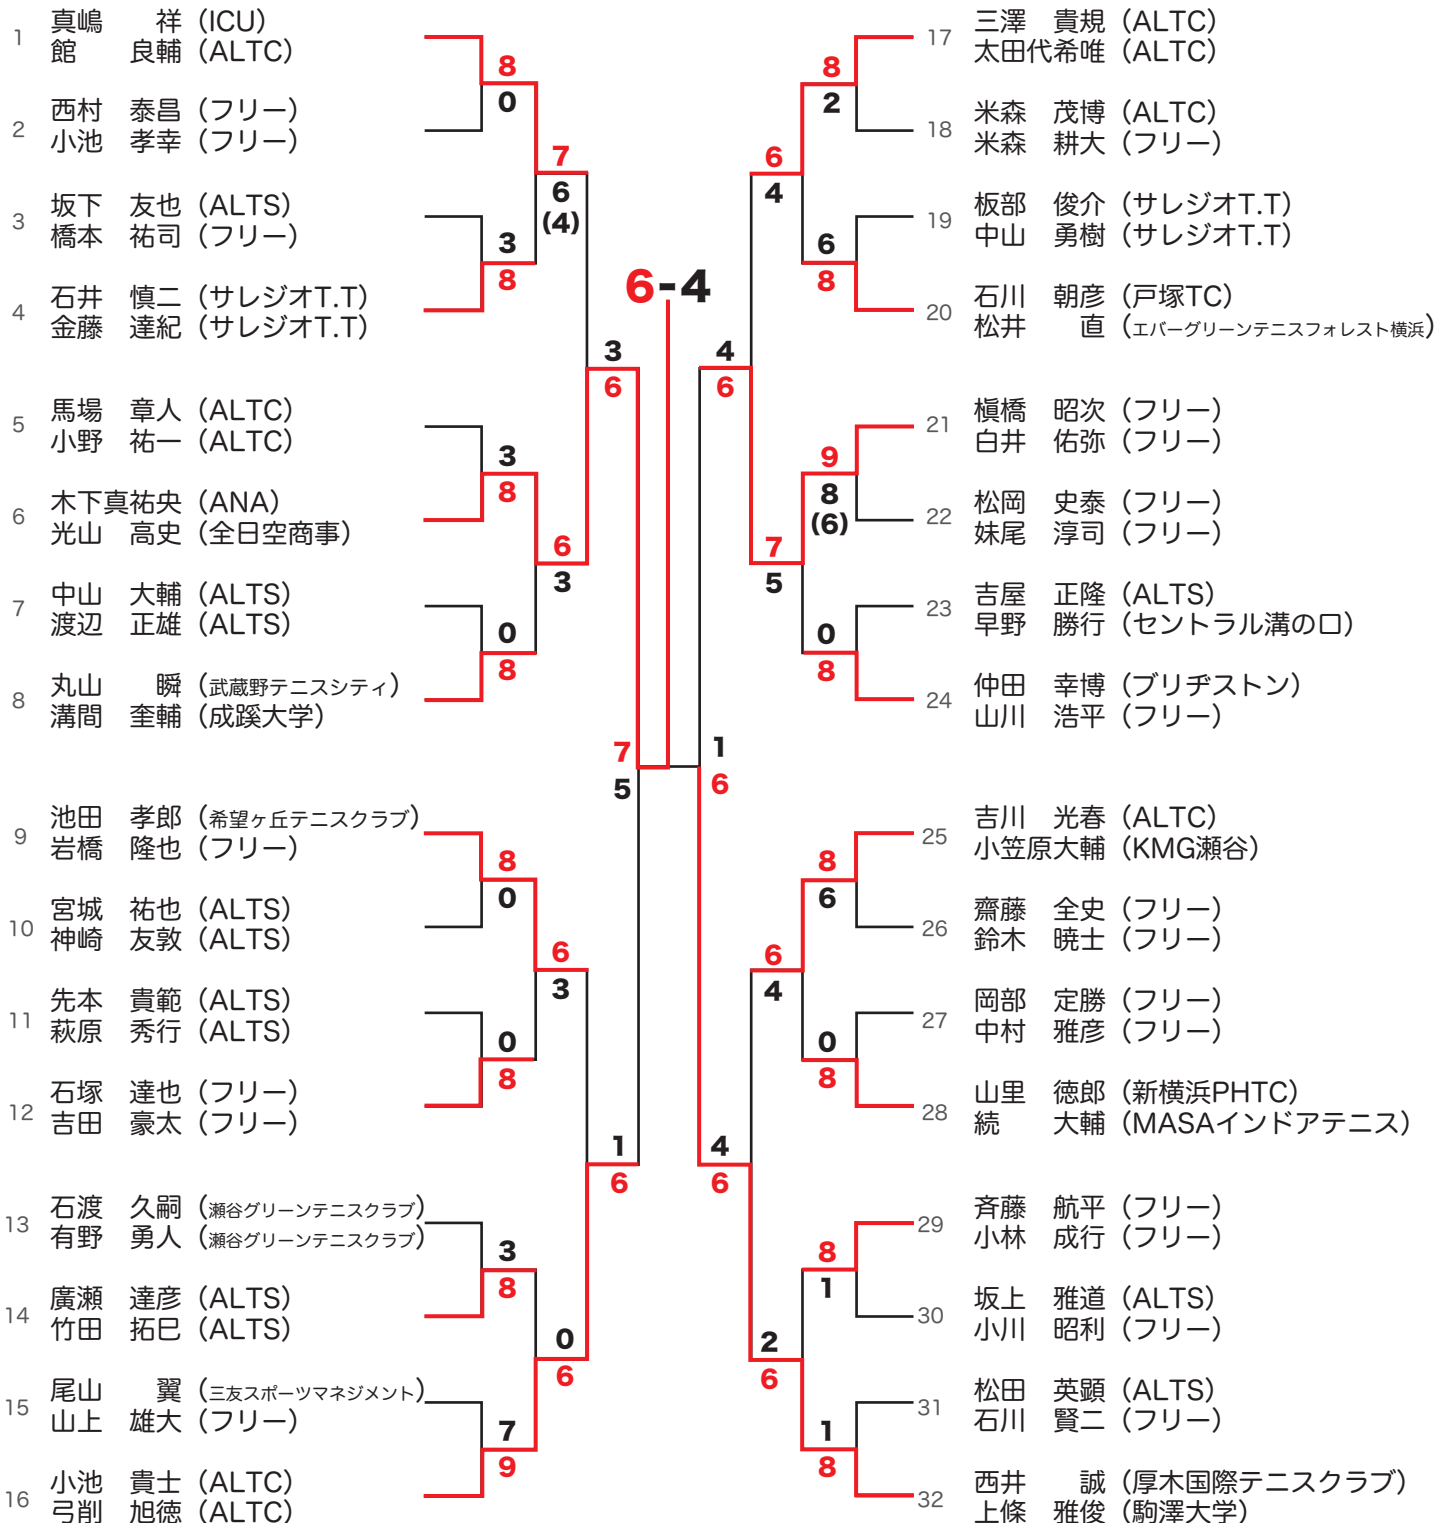 1
真嶋 祥 (ICU)
館 良輔 (ALTC)
2
西村 泰昌 (フリー)
小池 孝幸 (フリー)
3
坂下 友也 (ALTS)
橋本 祐司 (フリー)
4
石井 慎二 (サレジオT.T)
金藤 達紀 (サレジオT.T)
5
馬場 章人 (ALTC)
小野 祐一 (ALTC)
6
木下真祐央 (ANA)
光山 高史 (全日空商事)
7
中山 大輔 (ALTS)
渡辺 正雄 (ALTS)
8
丸山 瞬 (武蔵野テニスシティ)
溝間 奎輔 (成蹊大学)
9
池田 孝郎 (希望ヶ丘テニスクラブ)
岩橋 隆也 (フリー)
10
宮城 祐也 (ALTS)
神崎 友敦 (ALTS)
11
先本 貴範 (ALTS)
萩原 秀行 (ALTS)
12
石塚 達也 (フリー)
吉田 豪太 (フリー)
13
石渡 久嗣 (瀬谷グリーンテニスクラブ)
有野 勇人 (瀬谷グリーンテニスクラブ)
14
廣瀬 達彦 (ALTS)
竹田 拓巳 (ALTS)
15
尾山 翼 (三友スポーツマネジメント)
山上 雄大 (フリー)
16
小池 貴士 (ALTC)
弓削 旭徳 (ALTC)
8
0
3
8
3
8
0
8
8
0
0
8
3
8
7
9
7
6
(4)
6
3
6
3
0
6
3
6
1
6
7
5
6-4
1
6
4
6
4
6
6
4
7
5
6
4
2
6
8
2
6
8
9
8
(6)
0
8
8
6
0
8
8
1
1
8
17
三澤 貴規 (ALTC)
太田代希唯 (ALTC)
18
米森 茂博 (ALTC)
米森 耕大 (フリー)
19
板部 俊介 (サレジオT.T)
中山 勇樹 (サレジオT.T)
20
石川 朝彦 (戸塚TC)
松井 直 (エバーグリーンテニスフォレスト横浜)
21
槇橋 昭次 (フリー)
白井 佑弥 (フリー)
22
松岡 史泰 (フリー)
妹尾 淳司 (フリー)
23
吉屋 正隆 (ALTS)
早野 勝行 (セントラル溝の口)
24
仲田 幸博 (ブリヂストン)
山川 浩平 (フリー)
25
吉川 光春 (ALTC)
小笠原大輔 (KMG瀬谷)
26
齋藤 全史 (フリー)
鈴木 暁士 (フリー)
27
岡部 定勝 (フリー)
中村 雅彦 (フリー)
28
山里 徳郎 (新横浜PHTC)
続 大輔 (MASAインドアテニス)
29
斉藤 航平 (フリー)
小林 成行 (フリー)
30
坂上 雅道 (ALTS)
小川 昭利 (フリー)
31
松田 英顕 (ALTS)
石川 賢二 (フリー)
32
西井 誠 (厚木国際テニスクラブ)
上條 雅俊 (駒澤大学)